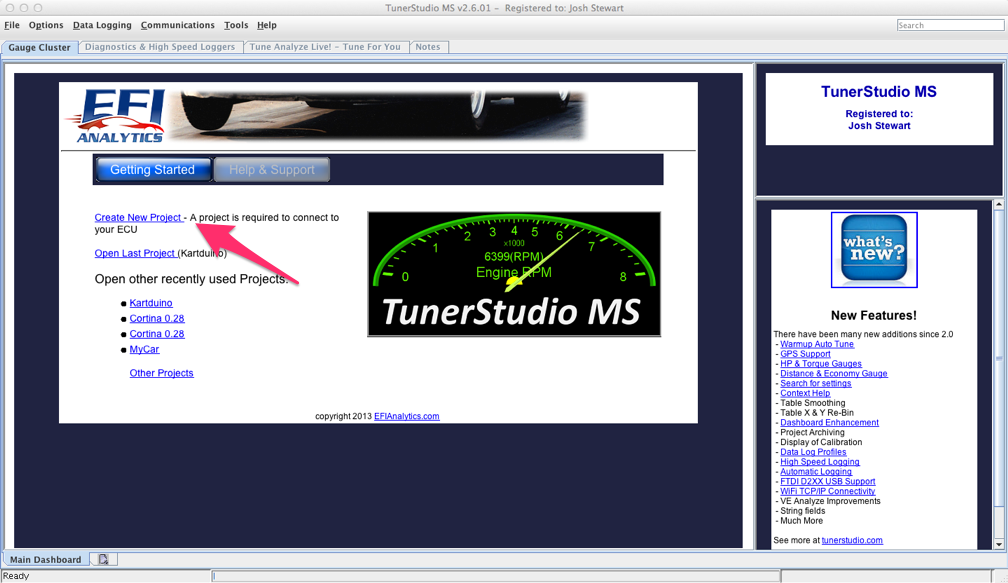 TunerStudio MS v2.6.01 - Registered to: Josh Stewart
File Options Data Logging Communications Tools Help
Search
Gauge Cluster Diagnostics & High Speed Loggers Tune Analyze Live! - Tune For You Notes
EFI
ANALYTICS
Getting Started Help & Support
Create New Project - A project is required to connect to
your ECU
Open Last Project (Kartduino)
Open other recently used Projects:
Kartduino
Cortina 0.28
Cortina 0.28
MyCar
Other Projects
0 1 2 3 4 5 6 7 8
x1000
6399(RPM)
Engine RPM
TunerStudio MS
copyright 2013 EFIAnalytics.com
TunerStudio MS
Registered to:
Josh Stewart
what's
new?
New Features!
There have been many new additions since 2.0
- Warmup Auto Tune
- GPS Support
- HP & Torque Gauges
- Distance & Economy Gauge
- Search for settings
- Context Help
- Table Smoothing
- Table X & Y Re-Bin
- Dashboard Enhancement
- Project Archiving
- Display of Calibration
- Data Log Profiles
- High Speed Logging
- Automatic Logging
- FTDI D2XX USB Support
- WiFi TCP/IP Connectivity
- VE Analyze Improvements
- String fields
- Much More
See more at tunerstudio.com
Main Dashboard
Ready